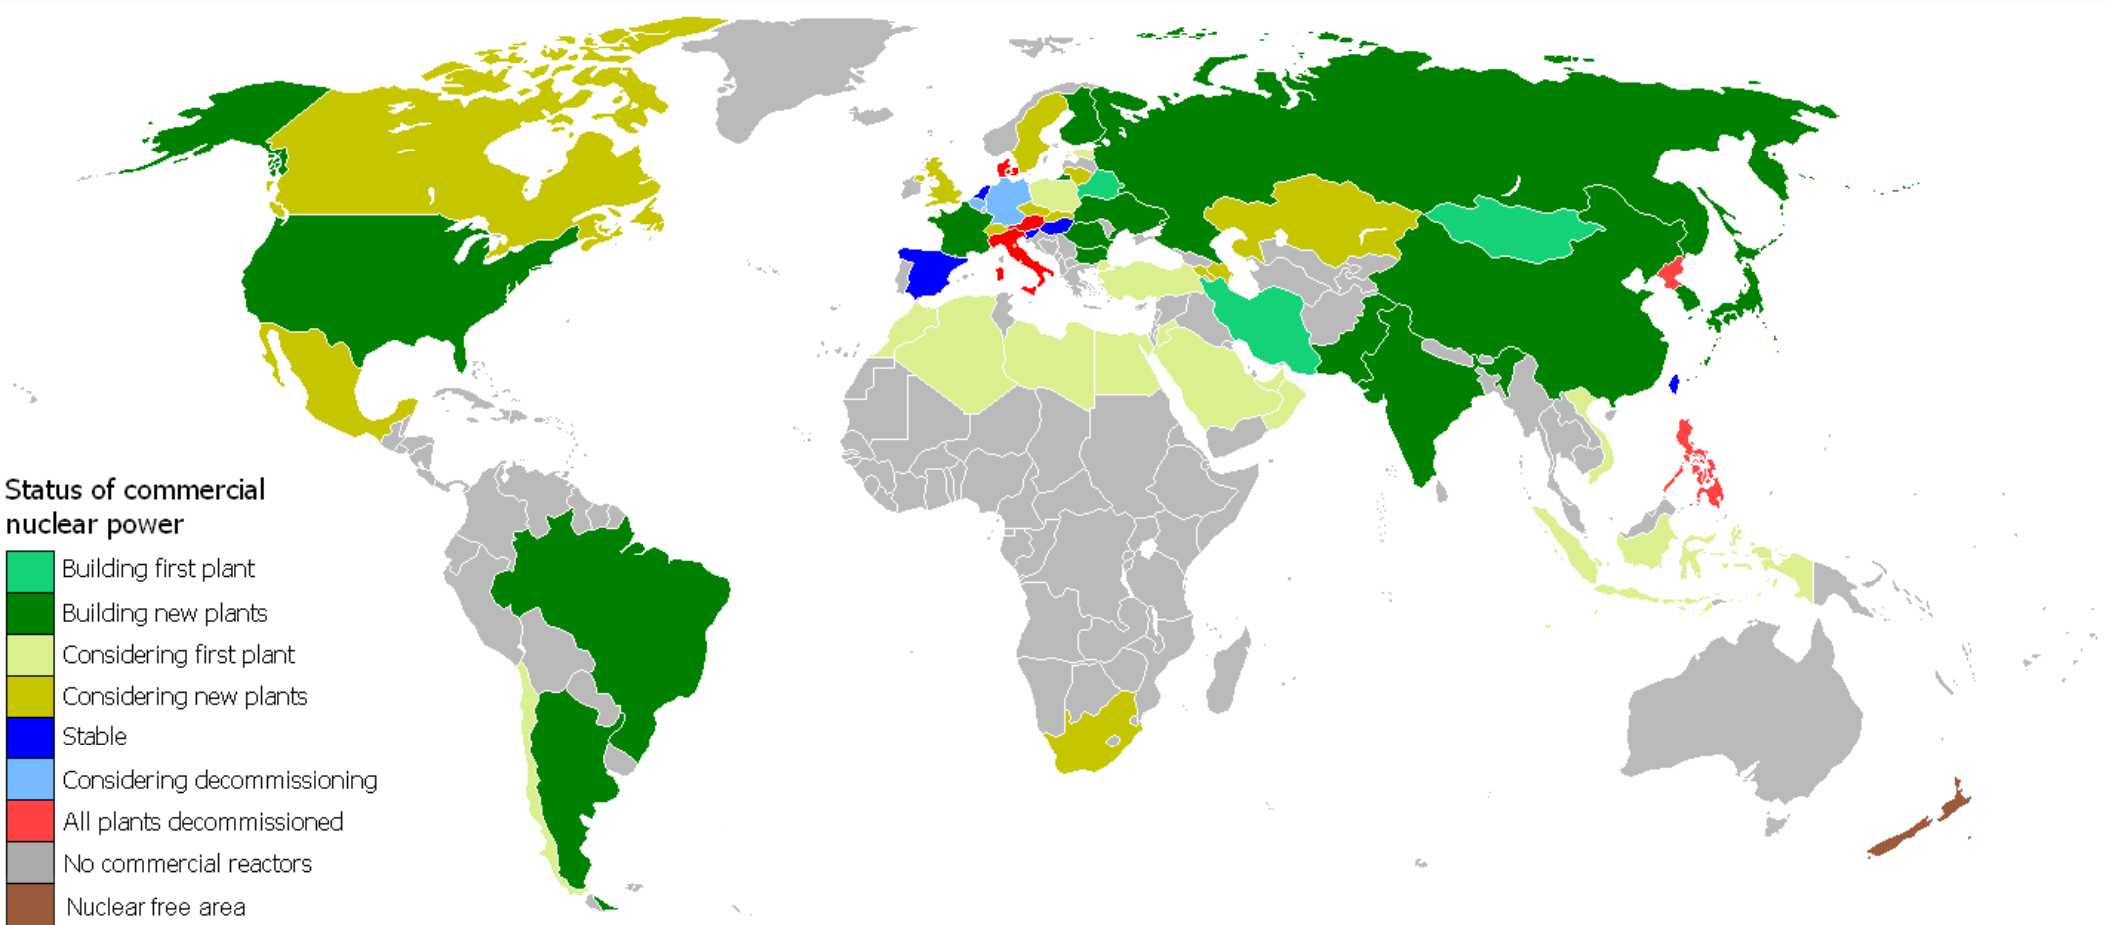 Status of commercial
nuclear power
Building first plant
Building new plants
Considering first plant
Considering new plants
Stable
Considering decommissioning
All plants decommissioned
No commercial reactors
Nuclear free area